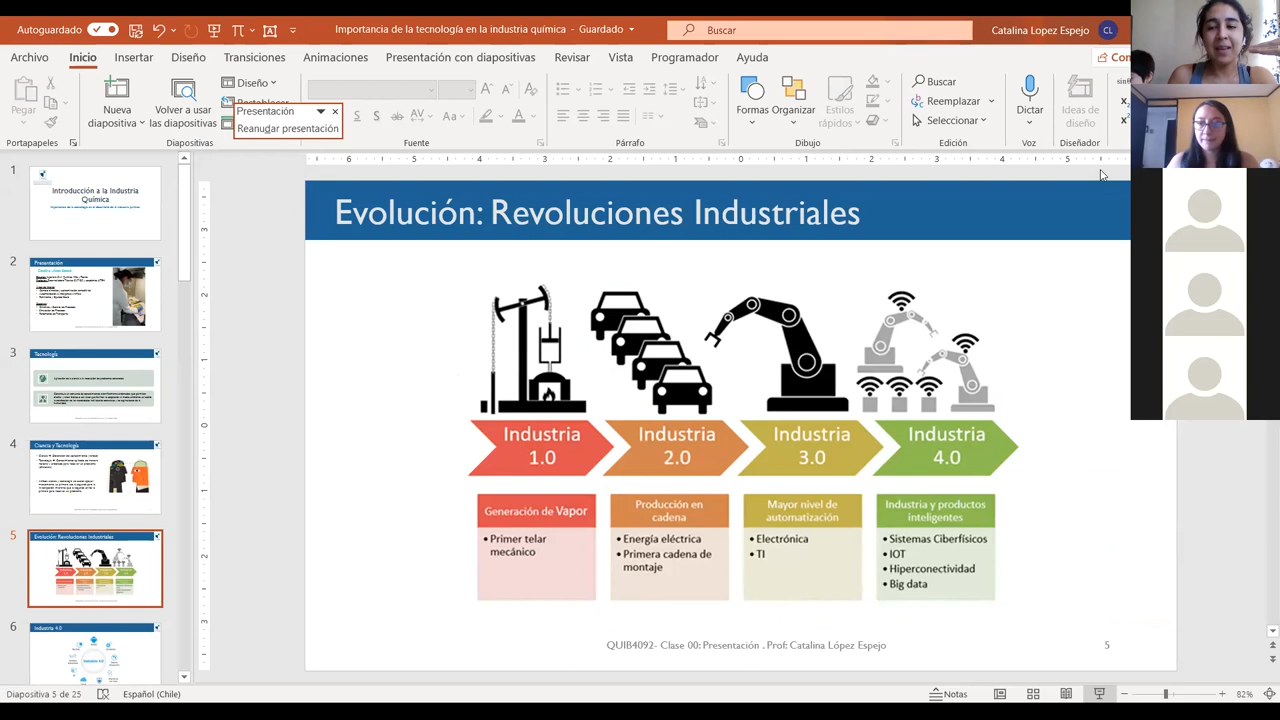 Autoguardado
Importancia de la tecnología en la industria química - Guardado
Buscar
Catalina Lopez Espejo
CL
Archivo
Inicio
Insertar
Diseño
Transiciones
Animaciones
Presentación con diapositivas
Revisar
Vista
Programador
Ayuda
Pegar
Nueva diapositiva
Volver a usar las diapositivas
Diseño
Presentación
Reanudar presentación
Formas
Organizar
Estilos rápidos
Buscar
Reemplazar
Seleccionar
Dictar
Ideas de diseño
Portapapeles
Diapositivas
Fuente
Párrafo
Dibujo
Edición
Voz
Diseñador
1
Introducción a la Industria
Química
2
Presentación
3
Tecnología
4
Ciencia y Tecnología
5
Evolución: Revoluciones Industriales
6
Industria 4.0
Evolución: Revoluciones Industriales
Industria 1.0
Industria 2.0
Industria 3.0
Industria 4.0
Generación de Vapor
• Primer telar
mecánico
Producción en
cadena
• Energía eléctrica
• Primera cadena de
montaje
Mayor nivel de
automatización
• Electrónica
• TI
Industria y productos
inteligentes
• Sistemas Ciberfísicos
• IOT
• Hiperconectividad
• Big data
QUIB4092- Clase 00: Presentación . Prof: Catalina López Espejo
5
Diapositiva 5 de 25
Español (Chile)
Notas
82%